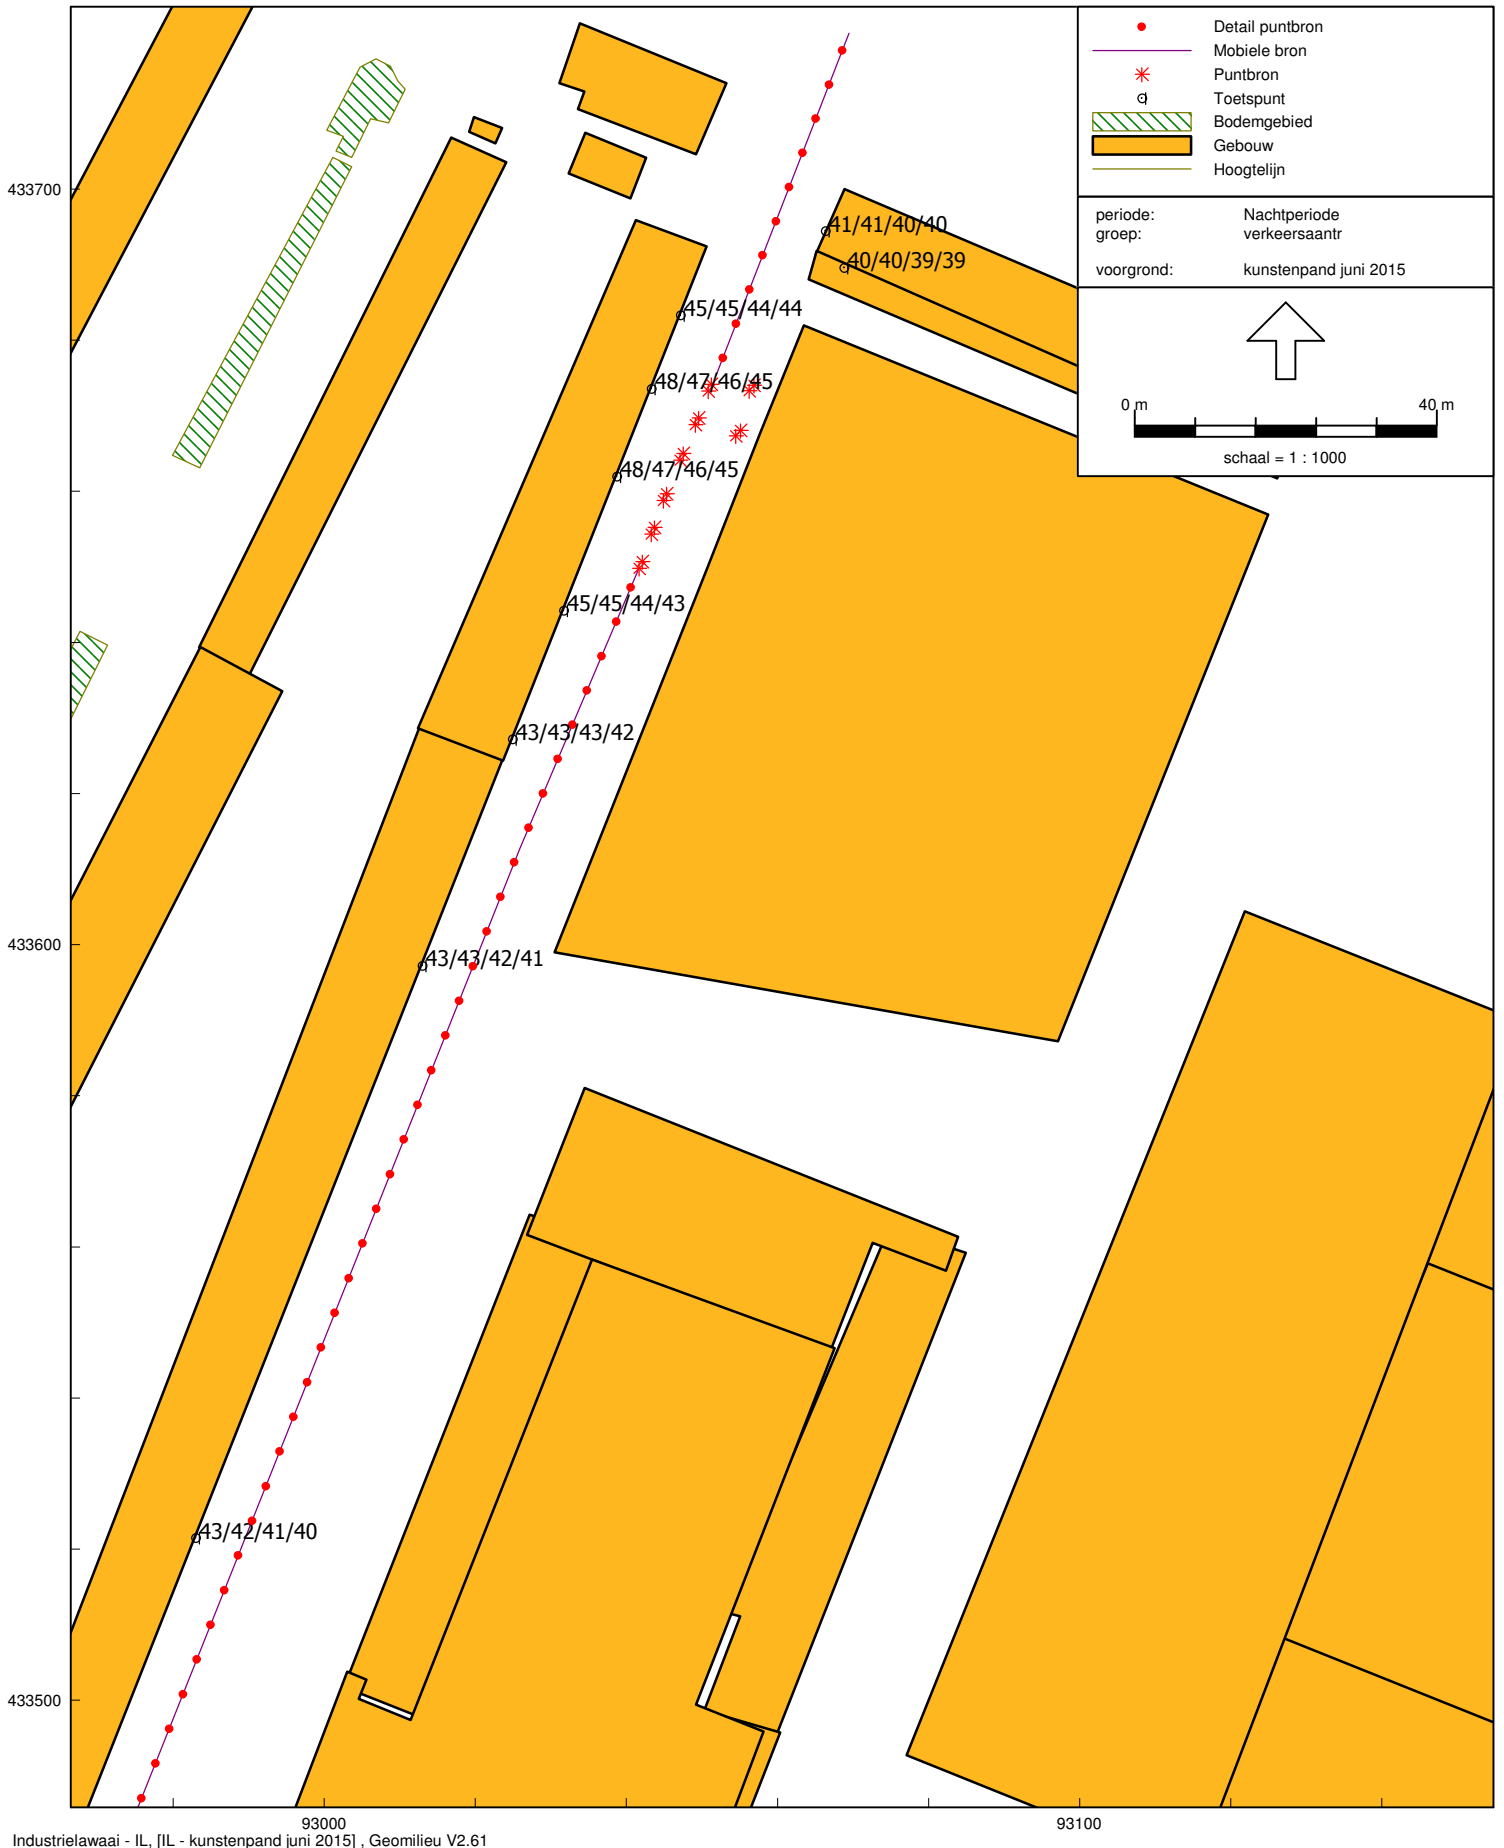 Detail puntbron
Mobiele bron
Puntbron
Toetspunt
Bodemgebied
Gebouw
Hoogtelijn
periode: Nachtperiode
groep: verkeersaantr
voorgrond: kunstenpand juni 2015
0 m 40 m
schaal = 1 : 1000
433700
41/41/40/40
40/40/39/39
45/45/44/44
48/47/46/45
48/47/46/45
45/45/44/43
43/43/43/42
433600
43/43/42/41
43/42/41/40
433500
93000 93100
Industrielawaai - IL, [IL - kunstenpand juni 2015] , Geomilieu V2.61